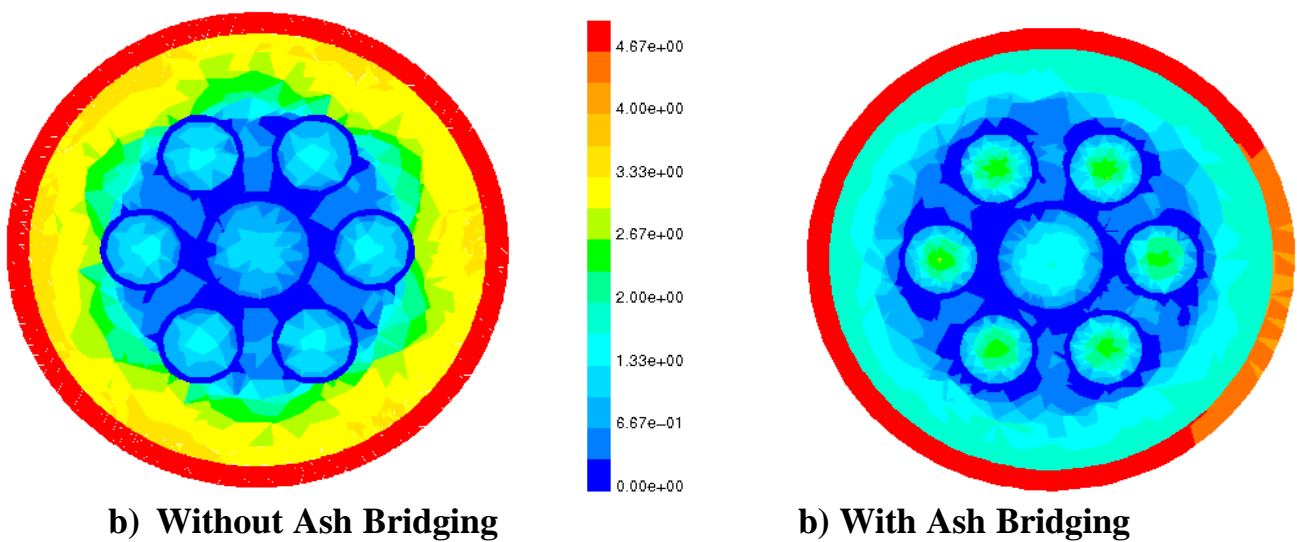 4.67e+00
4.00e+00
3.33e+00
2.67e+00
2.00e+00
1.33e+00
6.67e-01
0.00e+00
b) Without Ash Bridging
b) With Ash Bridging